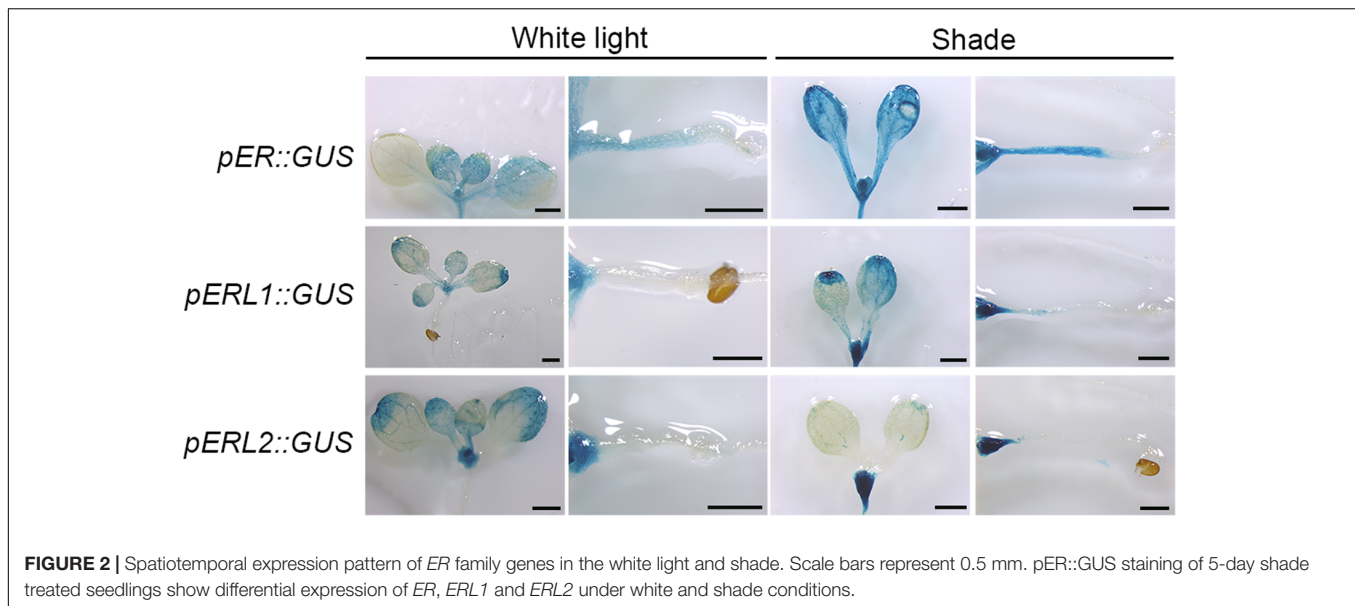 White light Shade
pER::GUS
pERL1::GUS
pERL2::GUS
FIGURE 2 | Spatiotemporal expression pattern of ER family genes in the white light and shade. Scale bars represent 0.5 mm. pER::GUS staining of 5-day shade
treated seedlings show differential expression of ER, ERL1 and ERL2 under white and shade conditions.